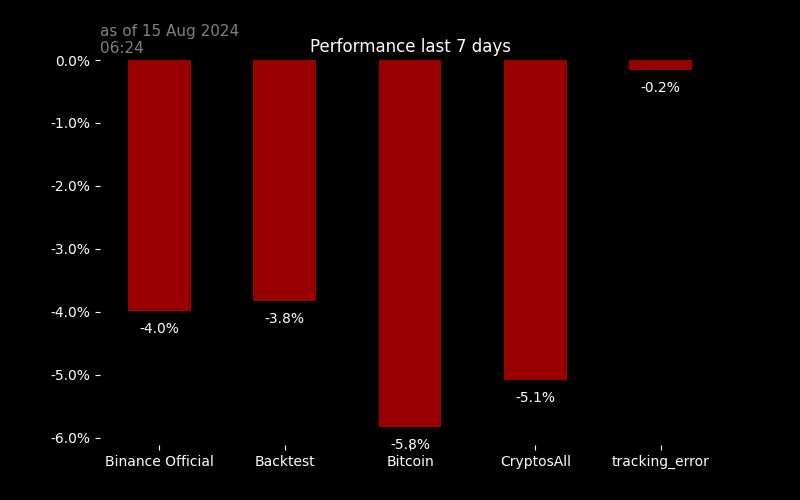 as of 15 Aug 2024
06:24
Performance last 7 days
0.0%
-1.0%
-2.0%
-3.0%
-4.0%
-5.0%
-6.0%
-4.0%
-3.8%
-5.8%
-5.1%
-0.2%
Binance Official
Backtest
Bitcoin
CryptosAll
tracking_error